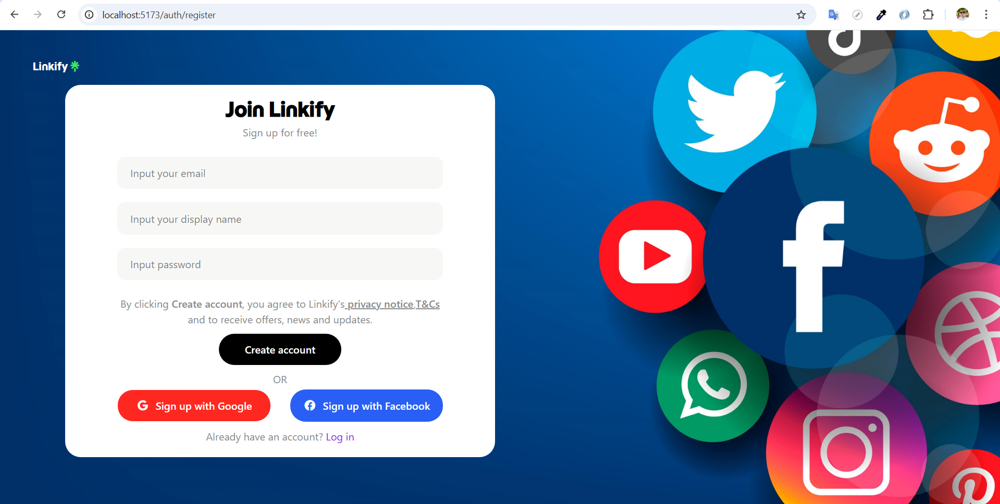 localhost:5173/auth/register
Linkify
Join Linkify
Sign up for free!
Input your email
Input your display name
Input password
By clicking Create account, you agree to Linkify's privacy notice,T&Cs
and to receive offers, news and updates.
Create account
OR
Sign up with Google
Sign up with Facebook
Already have an account? Log in